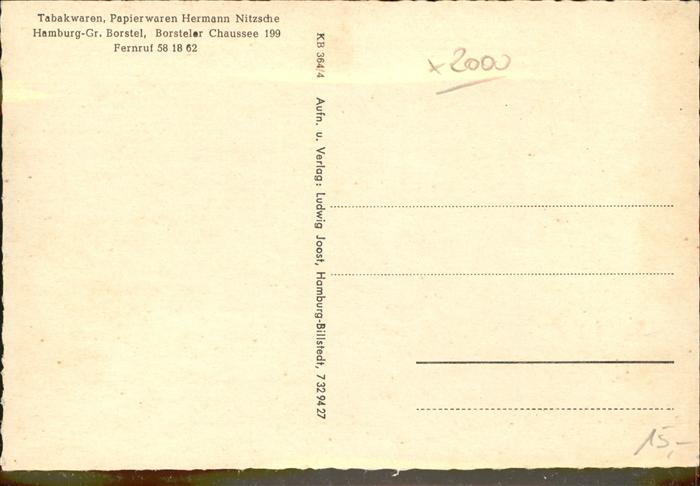 Tabakwaren, Papierwaren Hermann Nitzsche
Hamburg-Gr. Borstel, Borsteler Chaussee 199
Fernruf 58 18 62
KB 364/4 Aufn. u. Verlag: Ludwig Joost, Hamburg-Billstedt, 7 32 94 27
x 2000
15,-